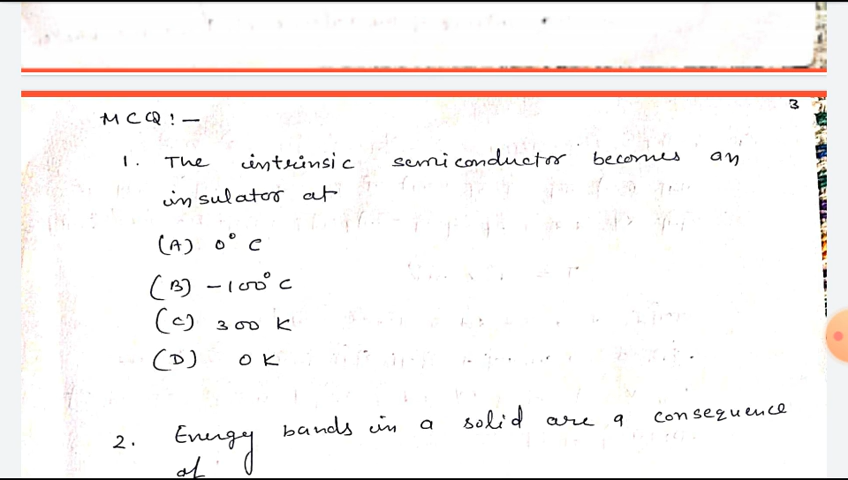 3
MCQ:-
1. The intrinsic semiconductor becomes an
insulator at
(A) 0° C
(B) -100° C
(C) 300 K
(D) 0 K
2. Energy bands in a solid are a consequence
of